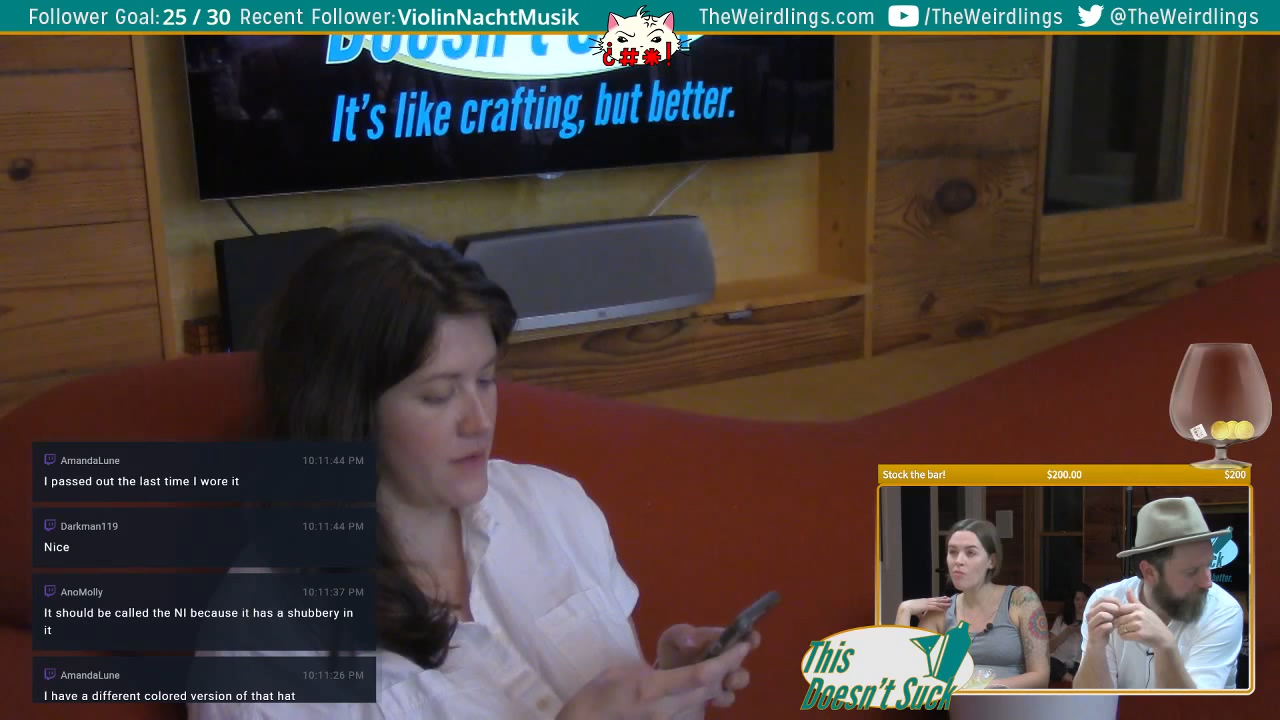 Follower Goal: 25 / 30 Recent Follower: ViolinNachtMusik
TheWeirdlings.com /TheWeirdlings @TheWeirdlings
¿#*!
Doesn't
It's like crafting, but better.
AmandaLune 10:11:44 PM
I passed out the last time I wore it
Darkman119 10:11:44 PM
Nice
AnoMolly 10:11:37 PM
It should be called the NI because it has a shubbery in
it
AmandaLune 10:11:26 PM
I have a different colored version of that hat
Stock the bar! $200.00 $200
better.
This
Doesn't Suck